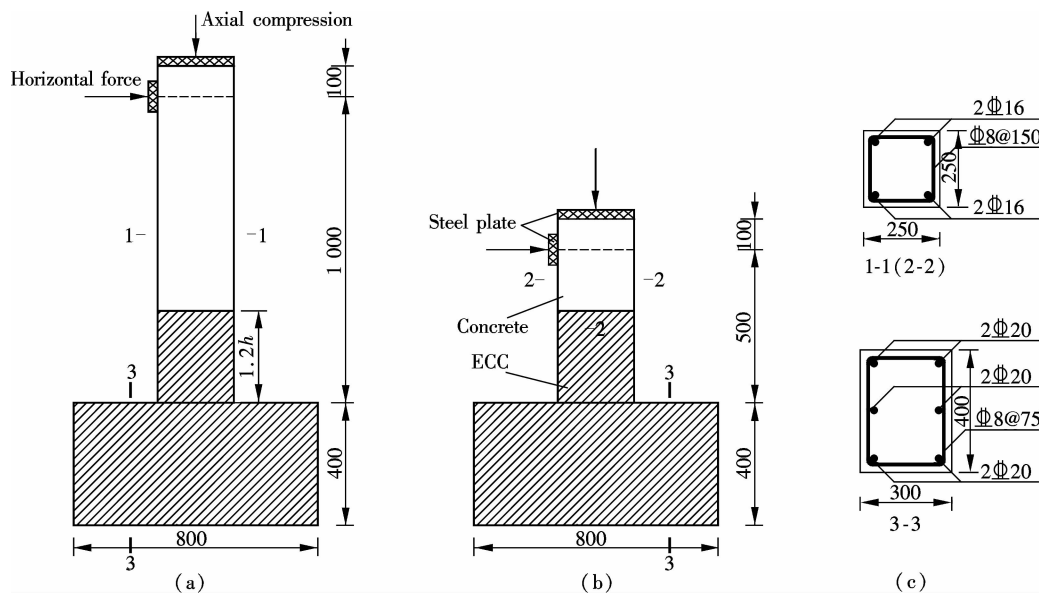 Axial compression
Horizontal force
100
1 000
1-
-1
1.2h
3
400
800
3
(a)
Steel plate
100
2-
-2
500
Concrete
-2
ECC
3
400
800
3
(b)
2Φ16
Φ8@150
250
2Φ16
250
1-1(2-2)
2Φ20
2Φ20
400
Φ8@75
2Φ20
300
3-3
(c)